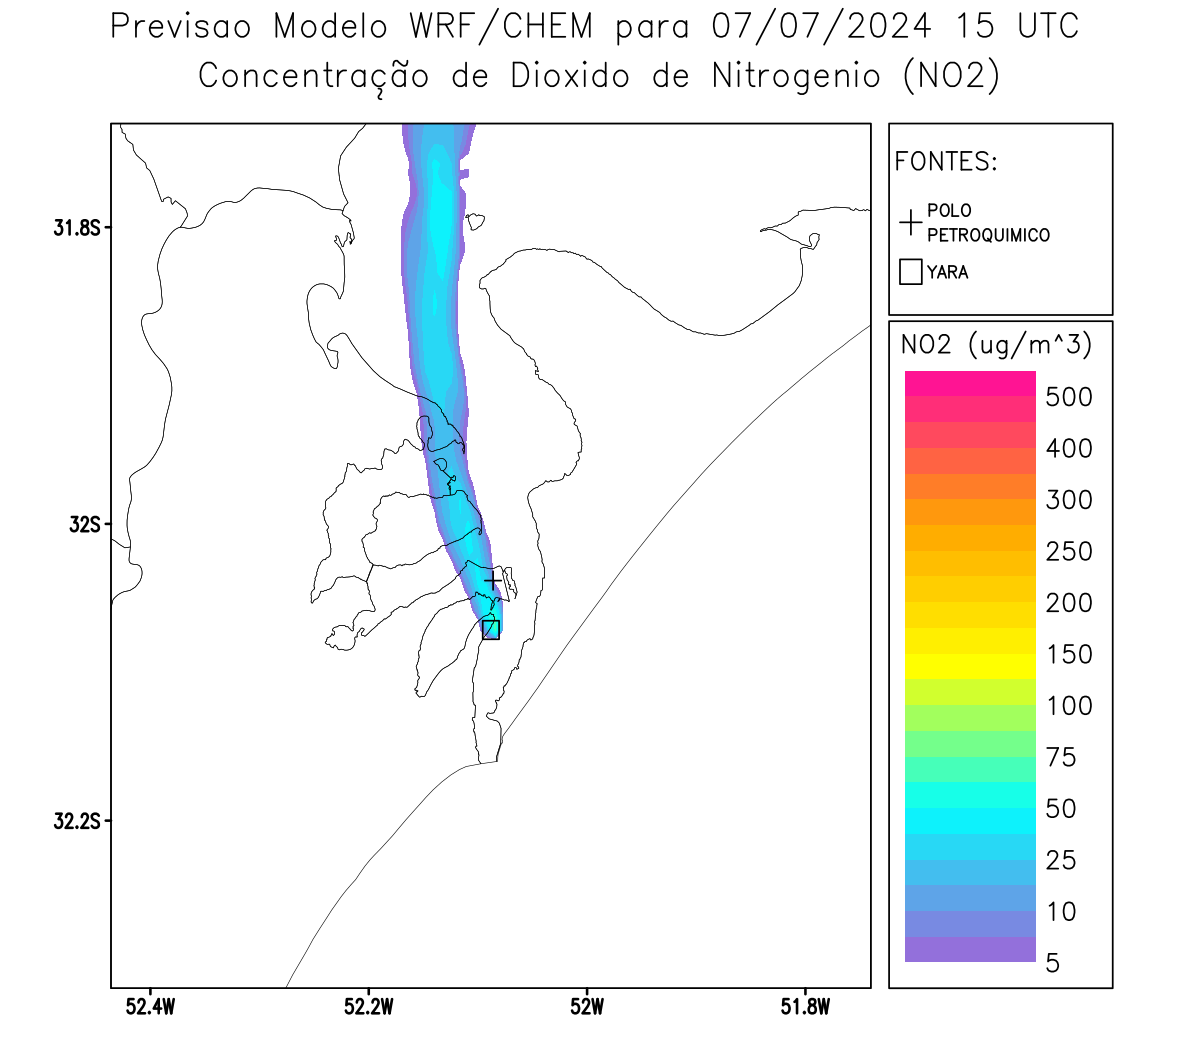 Previsao Modelo WRF/CHEM para 07/07/2024 15 UTC
Concentração de Dioxido de Nitrogenio (NO2)
FONTES:
POLO
PETROQUIMICO
YARA
NO2 (ug/m^3)
500
400
300
250
200
150
100
75
50
25
10
5
31.8S
32S
32.2S
52.4W
52.2W
52W
51.8W